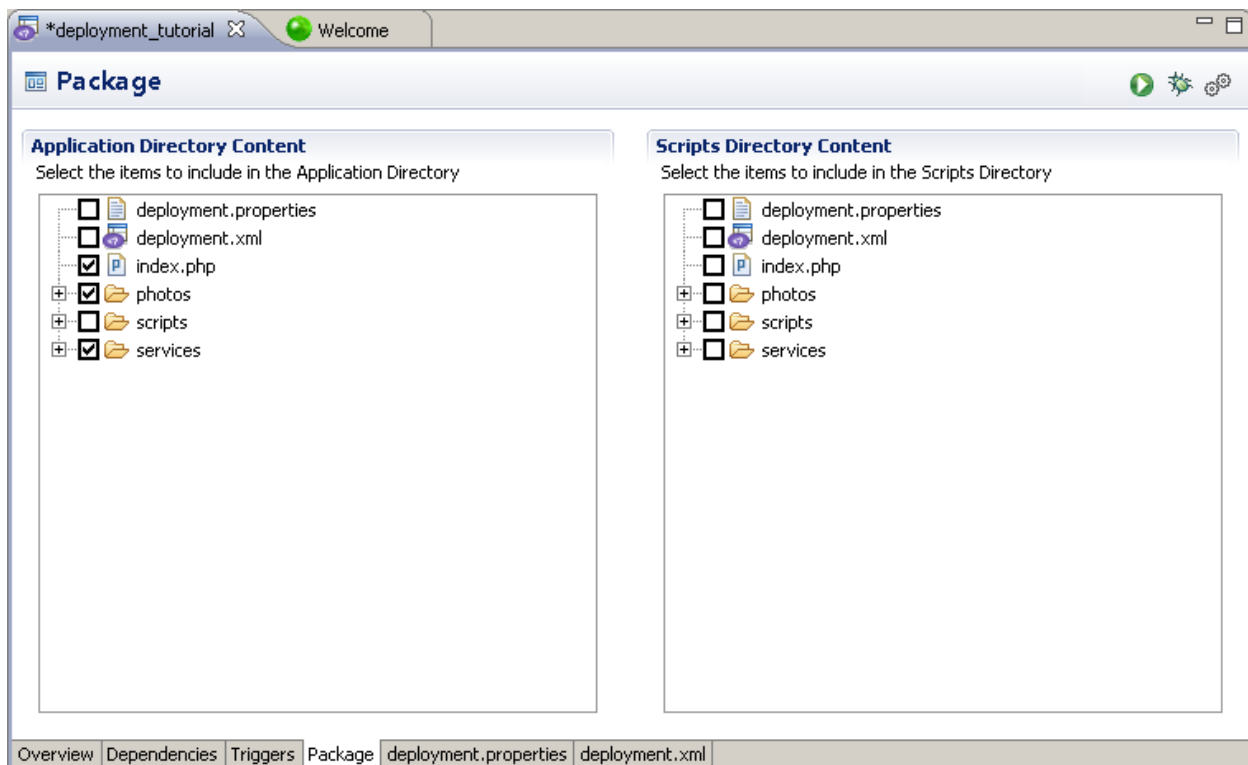 *deployment_tutorial
Welcome
Package
Application Directory Content
Select the items to include in the Application Directory
deployment.properties
deployment.xml
index.php
photos
scripts
services
Scripts Directory Content
Select the items to include in the Scripts Directory
deployment.properties
deployment.xml
index.php
photos
scripts
services
Overview Dependencies Triggers Package deployment.properties deployment.xml